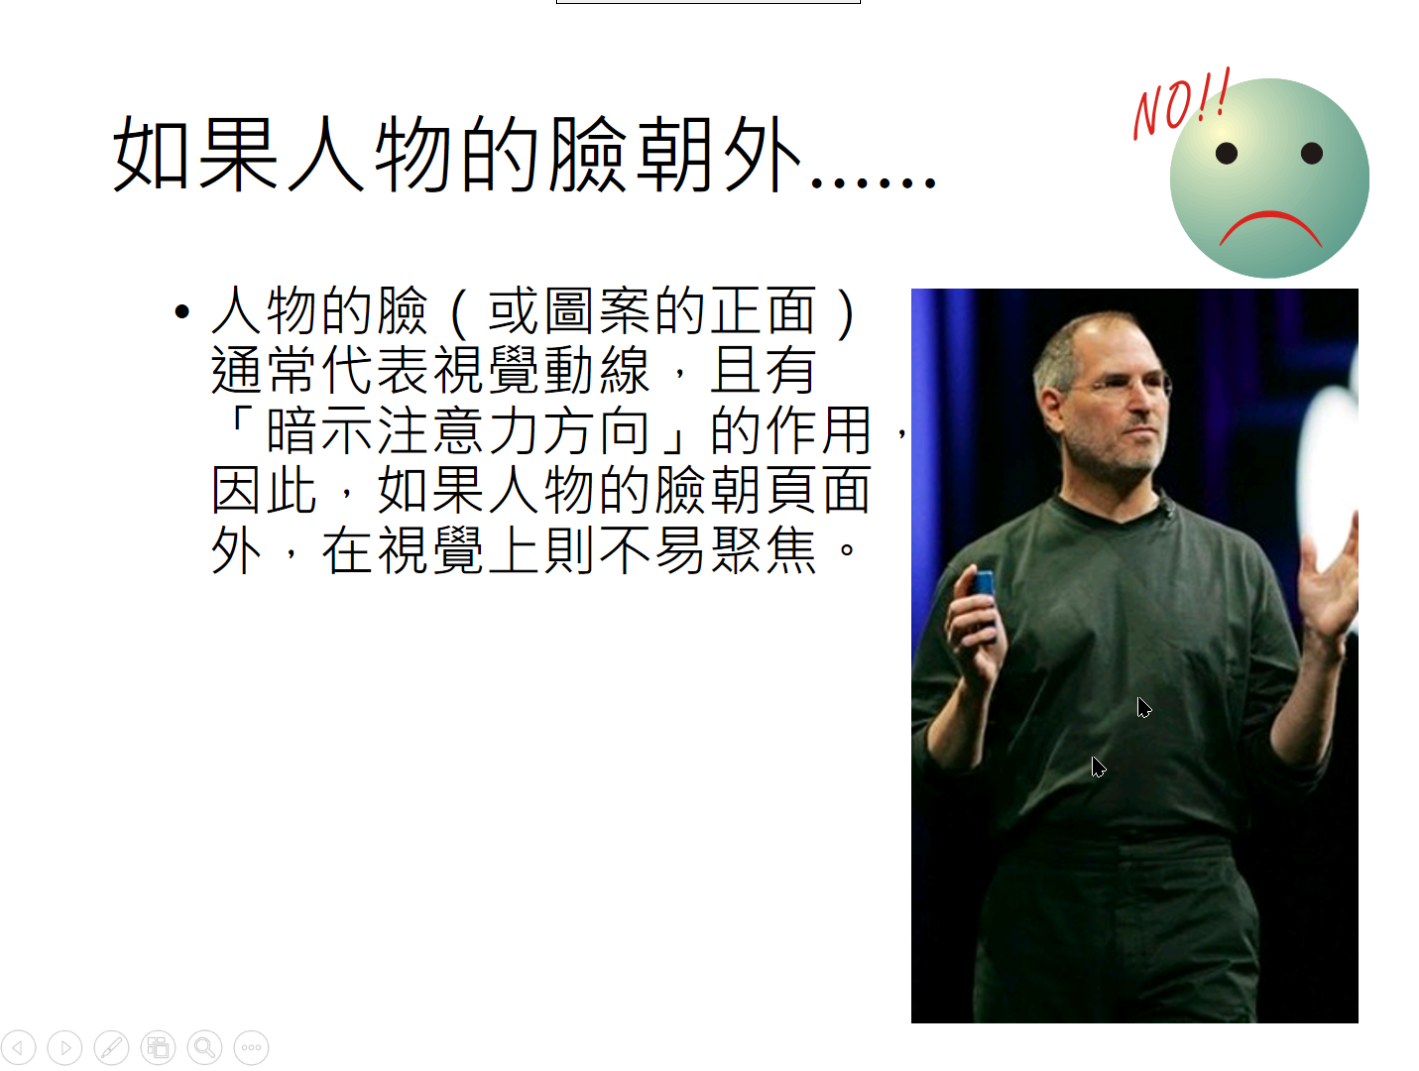 NO!!
如果人物的臉朝外......
• 人物的臉（或圖案的正面）
通常代表視覺動線，且有
「暗示注意力方向」的作用，
因此，如果人物的臉朝頁面
外，在視覺上則不易聚焦。